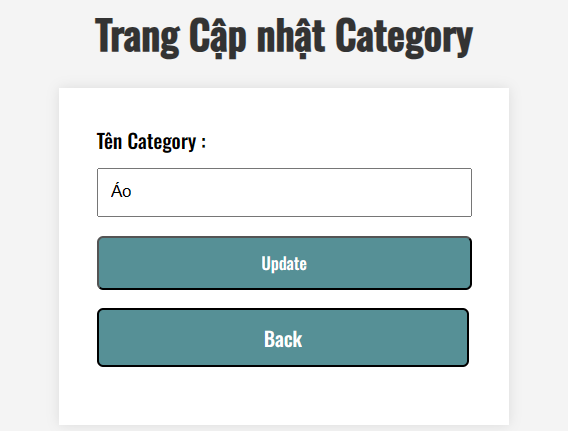 Trang Cập nhật Category
Tên Category :
Áo
Update
Back